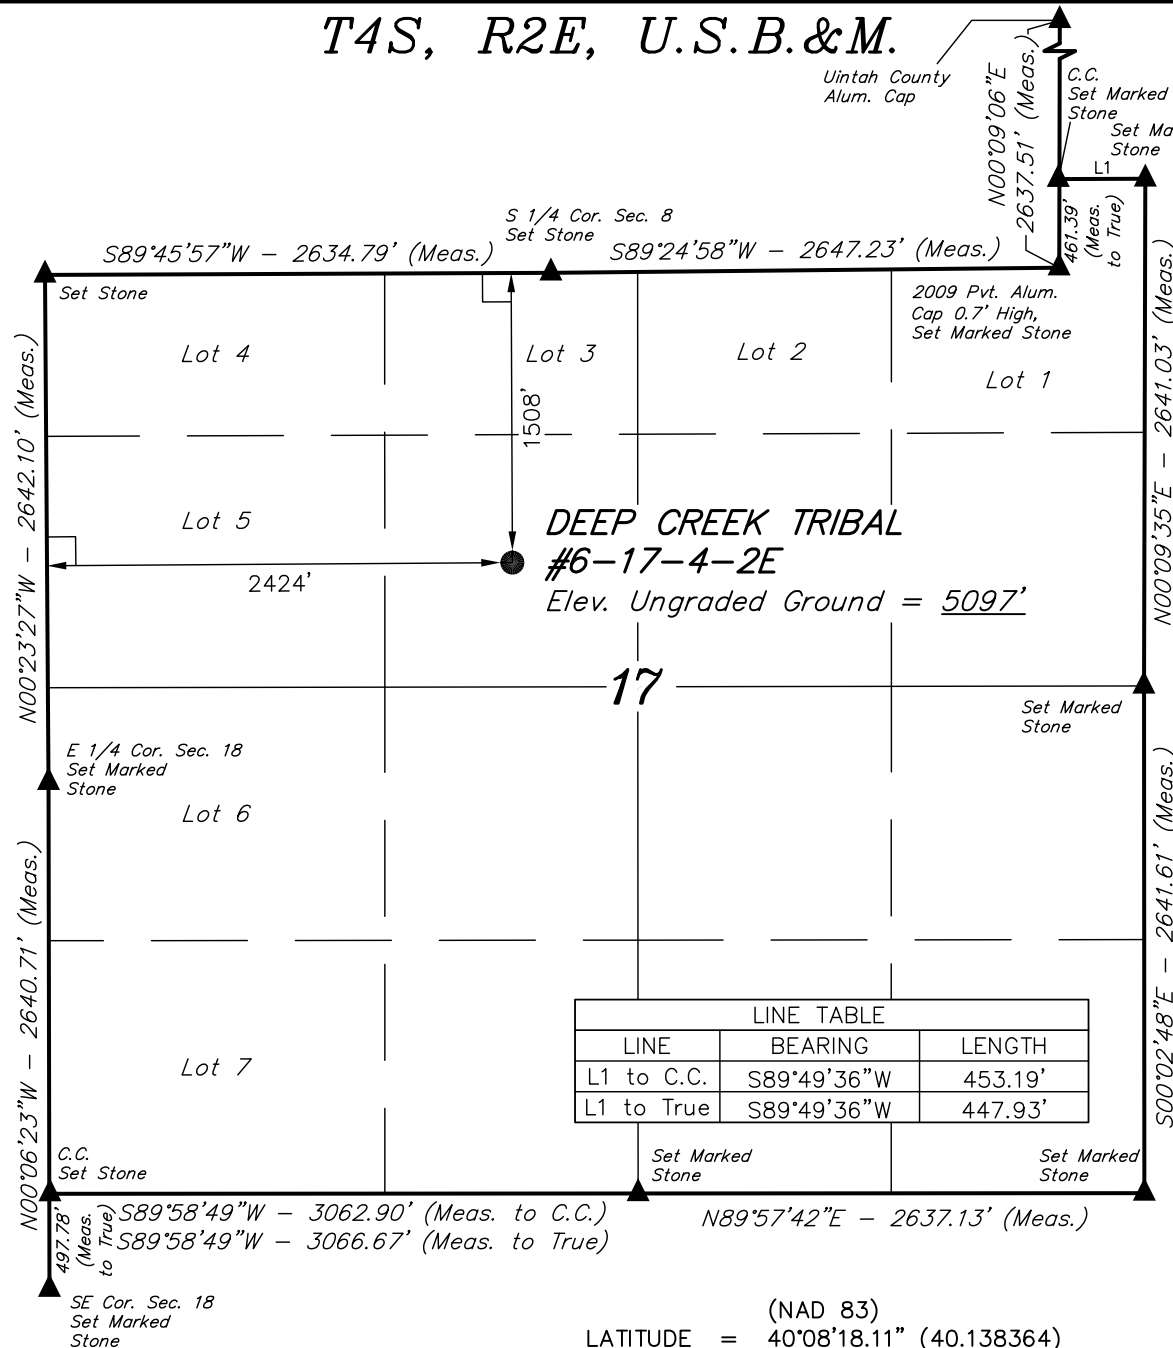 T4S, R2E, U.S.B.&M.
Uintah County
Alum. Cap
N00°09'06"E
2637.51' (Meas.)
C.C.
Set Marked
Stone
Set Ma
Stone
L1
461.39'
(Meas.
to True)
S 1/4 Cor. Sec. 8
Set Stone
S89°45'57"W – 2634.79' (Meas.)
S89°24'58"W – 2647.23' (Meas.)
Set Stone
2009 Pvt. Alum.
Cap 0.7' High,
Set Marked Stone
Lot 4
Lot 3
Lot 2
Lot 1
1508'
N00°23'27"W – 2642.10' (Meas.)
N00°09'35"E – 2641.03' (Meas.)
Lot 5
2424'
DEEP CREEK TRIBAL
#6-17-4-2E
Elev. Ungraded Ground = 5097'
17
Set Marked
Stone
E 1/4 Cor. Sec. 18
Set Marked
Stone
Lot 6
N00°06'23"W – 2640.71' (Meas.)
S00°02'48"E – 2641.61' (Meas.)
Lot 7
LINE TABLE
LINE BEARING LENGTH
L1 to C.C. S89°49'36"W 453.19'
L1 to True S89°49'36"W 447.93'
C.C.
Set Stone
Set Marked
Stone
Set Marked
Stone
S89°58'49"W – 3062.90' (Meas. to C.C.)
S89°58'49"W – 3066.67' (Meas. to True)
N89°57'42"E – 2637.13' (Meas.)
497.78'
(Meas.
to True)
SE Cor. Sec. 18
Set Marked
Stone
(NAD 83)
LATITUDE = 40°08'18.11" (40.138364)